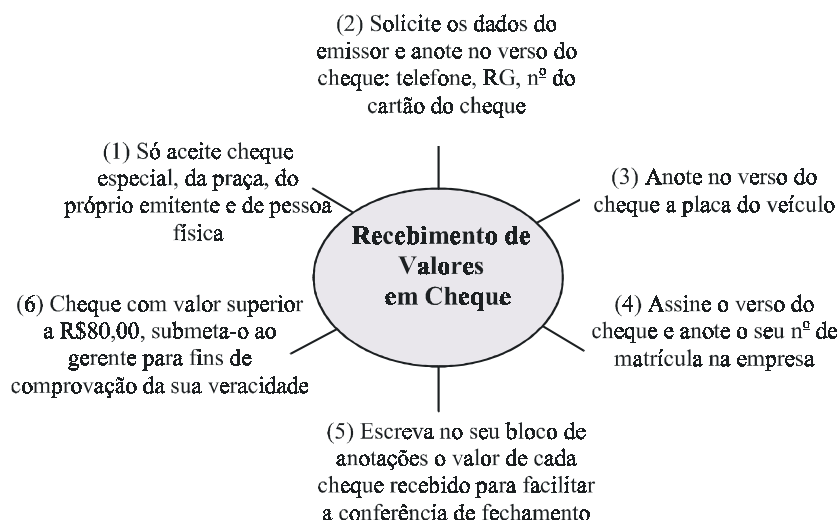 (2) Solicite os dados do
emissor e anote no verso do
cheque: telefone, RG, nº do
cartão do cheque
(1) Só aceite cheque
especial, da praça, do
próprio emitente e de pessoa
física
(3) Anote no verso do
cheque a placa do veículo
Recebimento de
Valores
em Cheque
(6) Cheque com valor superior
a R$80,00, submeta-o ao
gerente para fins de
comprovação da sua veracidade
(4) Assine o verso do
cheque e anote o seu nº de
matrícula na empresa
(5) Escreva no seu bloco de
anotações o valor de cada
cheque recebido para facilitar
a conferência de fechamento